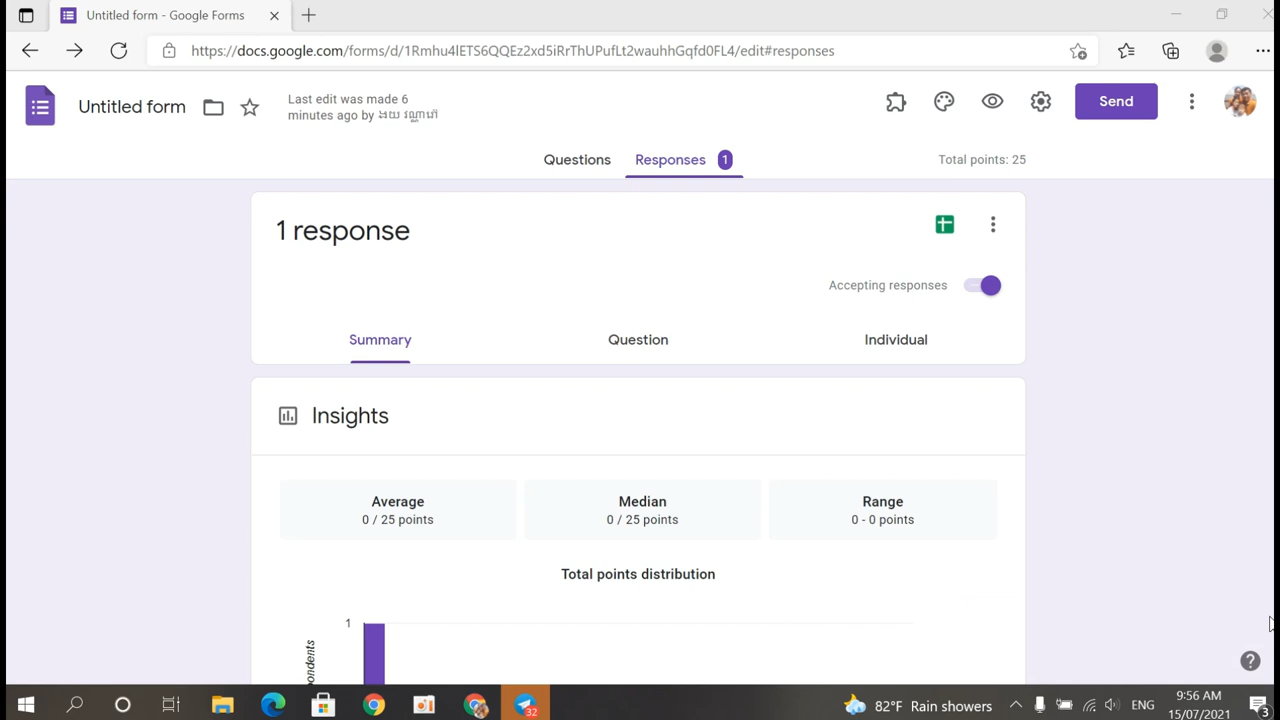 Untitled form - Google Forms
https://docs.google.com/forms/d/1Rmhu4lETS6QQEz2xd5iRrThUPufLt2wauhhGqfd0FL4/edit#responses
Untitled form
Last edit was made 6
minutes ago by
Send
Questions
Responses 1
Total points: 25
1 response
Accepting responses
Summary
Question
Individual
Insights
Average
0 / 25 points
Median
0 / 25 points
Range
0 - 0 points
Total points distribution
1
32
82°F Rain showers
ENG
9:56 AM
15/07/2021
3